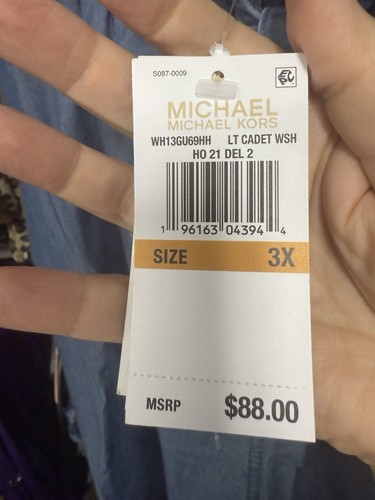 S087-0009
MICHAEL
MICHAEL KORS
WH13GU69HH LT CADET WSH
HO 21 DEL 2
1 96163 04394 4
SIZE 3X
MSRP $88.00